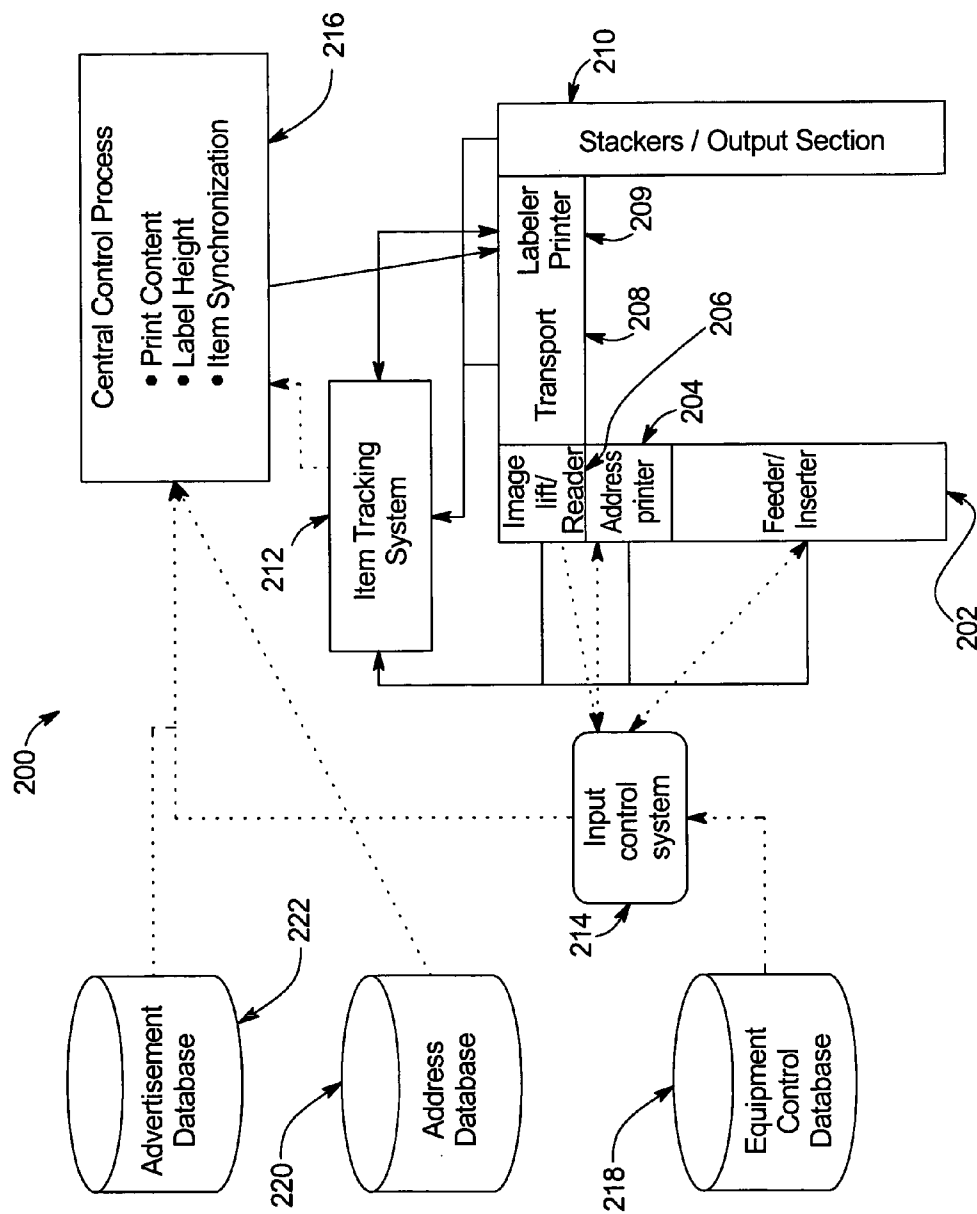 200
Advertisement
Database
222
Address
Database
220
Equipment
Control
Database
218
Input
control
system
214
Central Control Process
• Print Content
• Label Height
• Item Synchronization
216
Item Tracking
System
212
Image
lift/
Reader
206
Address
printer
204
Feeder/
Inserter
202
Transport
208
Labeler
Printer
209
Stackers / Output Section
210